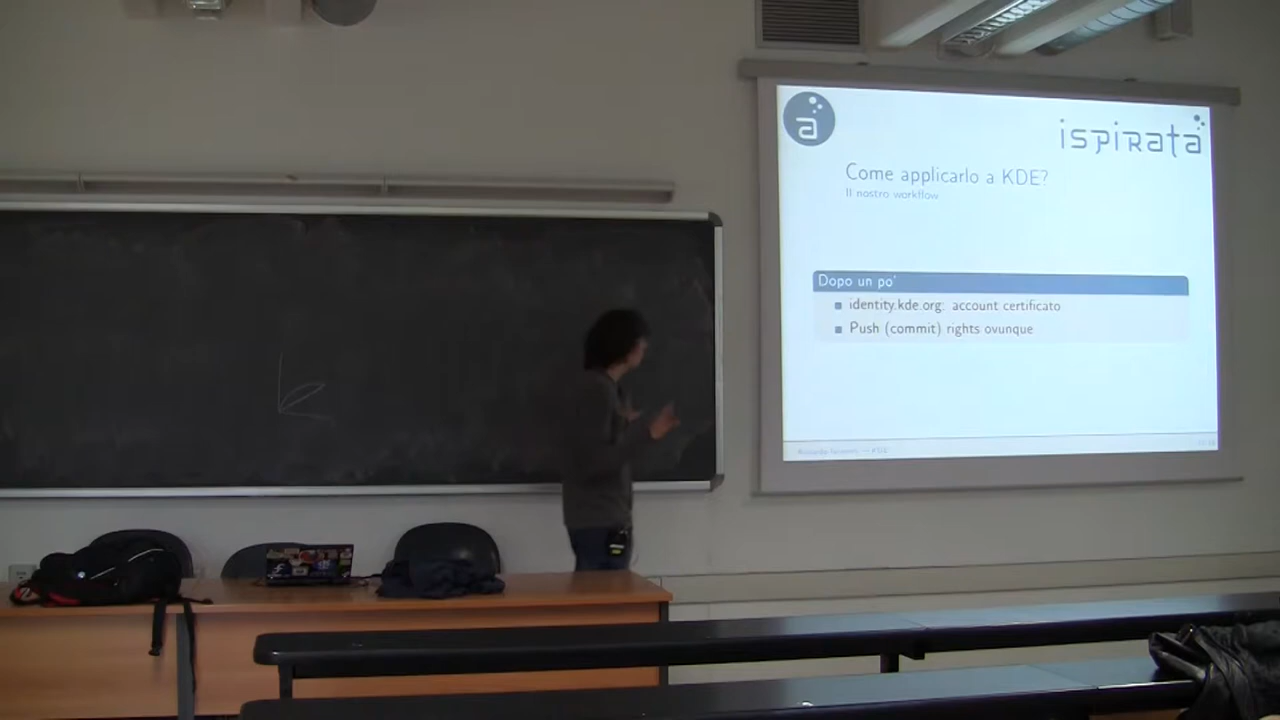 ispirata
Come applicarlo a KDE?
Il nostro workflow
Dopo un po'
identity.kde.org: account certificato
Push (commit) rights ovunque